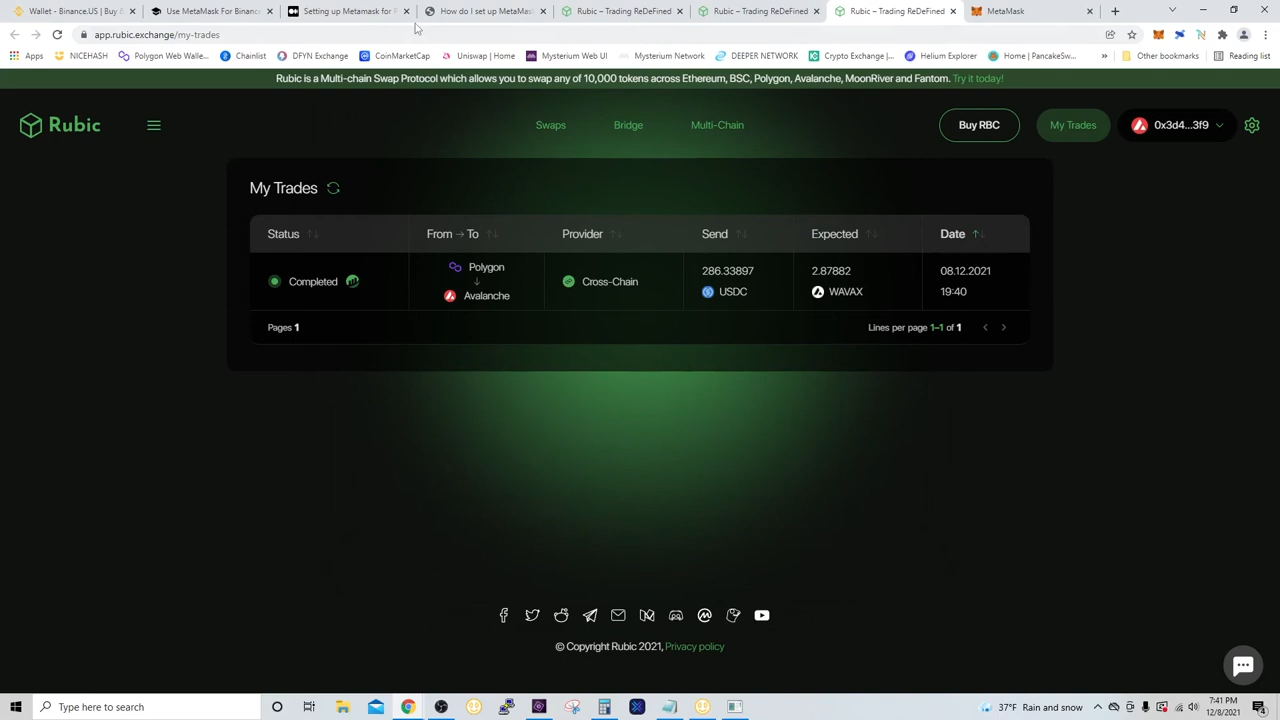 Wallet - Binance.US | Buy &
Use MetaMask For Binance
Setting up Metamask for P
How do I set up MetaMask
Rubic – Trading ReDefined
Rubic – Trading ReDefined
Rubic – Trading ReDefined
MetaMask
app.rubic.exchange/my-trades
Apps
NICEHASH
Polygon Web Walle...
Chainlist
DPYN Exchange
CoinMarketCap
Uniswap | Home
Mysterium Web UI
Mysterium Network
DEEPER NETWORK
Crypto Exchange |...
Helium Explorer
Home | PancakeSw...
Other bookmarks
Reading list
Rubic is a Multi-chain Swap Protocol which allows you to swap any of 10,000 tokens across Ethereum, BSC, Polygon, Avalanche, MoonRiver and Fantom. Try it today!
Rubic
Swaps
Bridge
Multi-Chain
Buy RBC
My Trades
0x3d4...3f9
My Trades
Status
From → To
Provider
Send
Expected
Date
Completed
Polygon
↓
Avalanche
Cross-Chain
286.33897
USDC
2.87882
WAVAX
08.12.2021
19:40
Pages 1
Lines per page 1–1 of 1
© Copyright Rubic 2021, Privacy policy
Type here to search
37°F Rain and snow
7:41 PM
12/8/2021
4